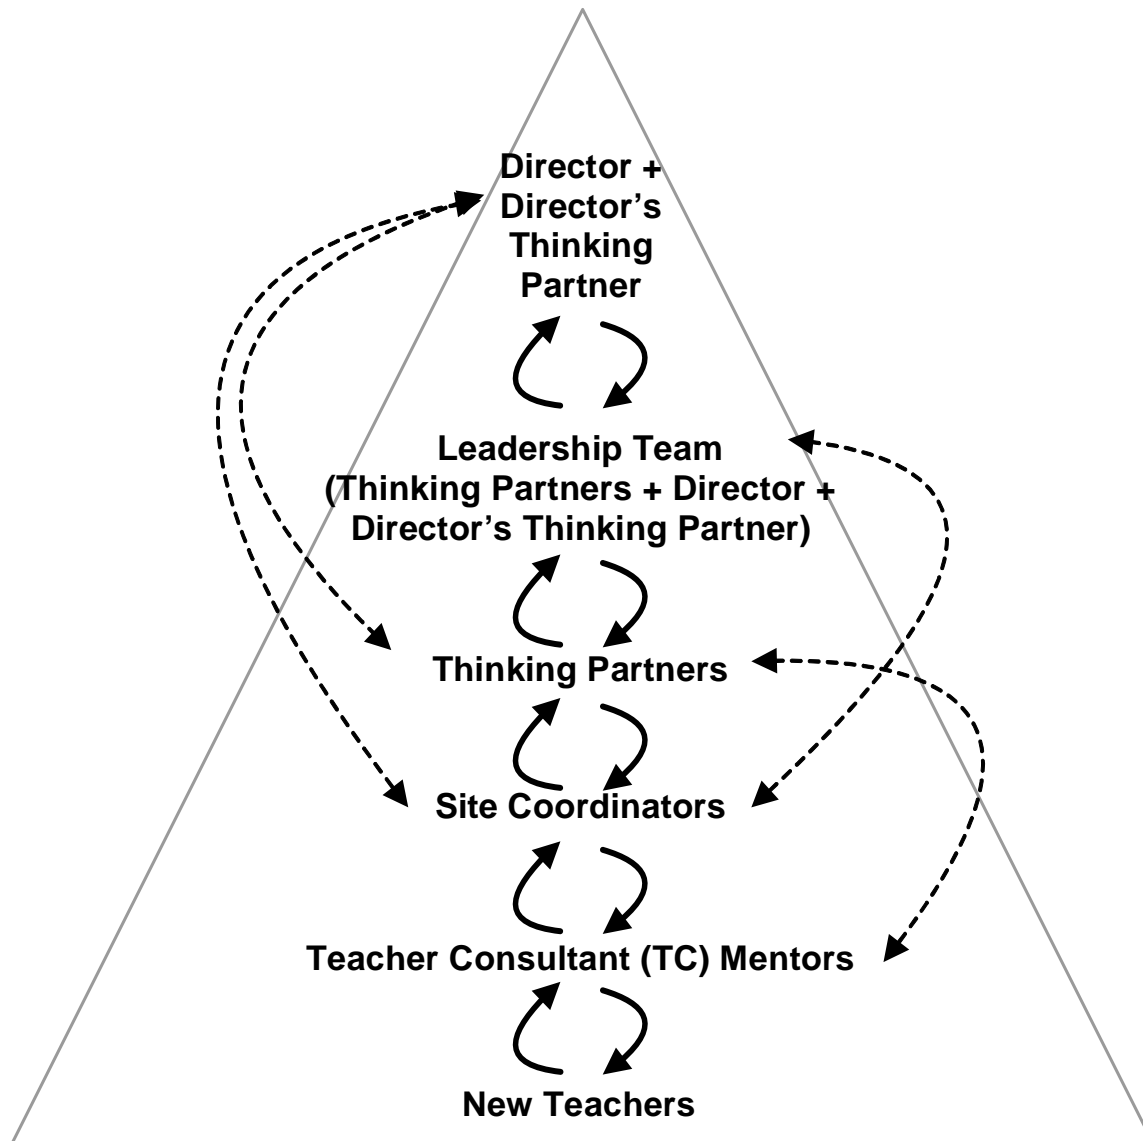 Director +
Director’s
Thinking
Partner
Leadership Team
(Thinking Partners + Director +
Director’s Thinking Partner)
Thinking Partners
Site Coordinators
Teacher Consultant (TC) Mentors
New Teachers